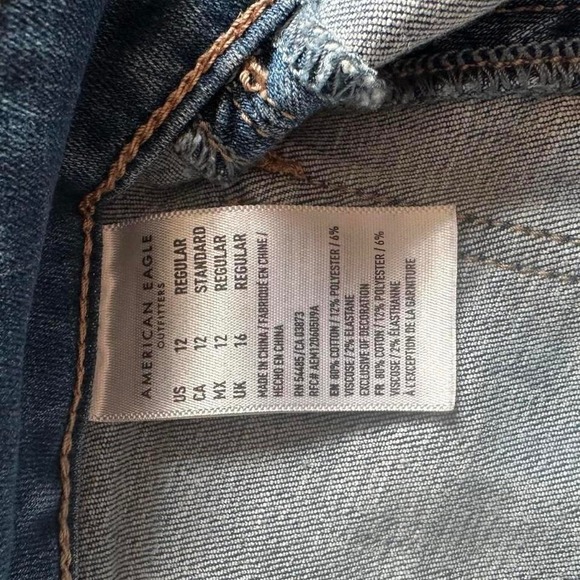 AMERICAN EAGLE
OUTFITTERS
US 12 REGULAR
CA 12 STANDARD
MX 12 REGULAR
UK 16 REGULAR
MADE IN CHINA / FABRIQUÉ EN CHINE /
HECHO EN CHINA
RN 54485/CA 03873
RFC# AEM120606U9A
EN 80% COTTON / 12% POLYESTER / 6%
VISCOSE / 2% ELASTANE
EXCLUSIVE OF DECORATION
FR 80% COTON / 12% POLYESTER / 6%
VISCOSE / 2% ÉLASTHANNE
À L'EXCEPTION DE LA GARNITURE